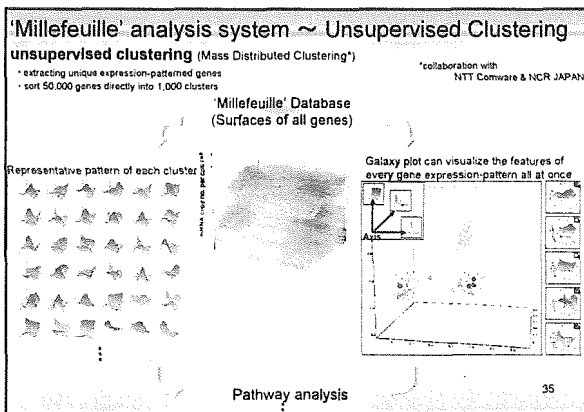 'Millefeuille' analysis system ~ Unsupervised Clustering
unsupervised clustering (Mass Distributed Clustering*)
・extracting unique expression-patterned genes
・sort 50,000 genes directly into 1,000 clusters
*collaboration with
NTT Comware & NCR JAPAN
'Millefeuille' Database
(Surfaces of all genes)
Representative pattern of each cluster
Galaxy plot can visualize the features of
every gene expression-pattern all at once
Axis
Pathway analysis
35